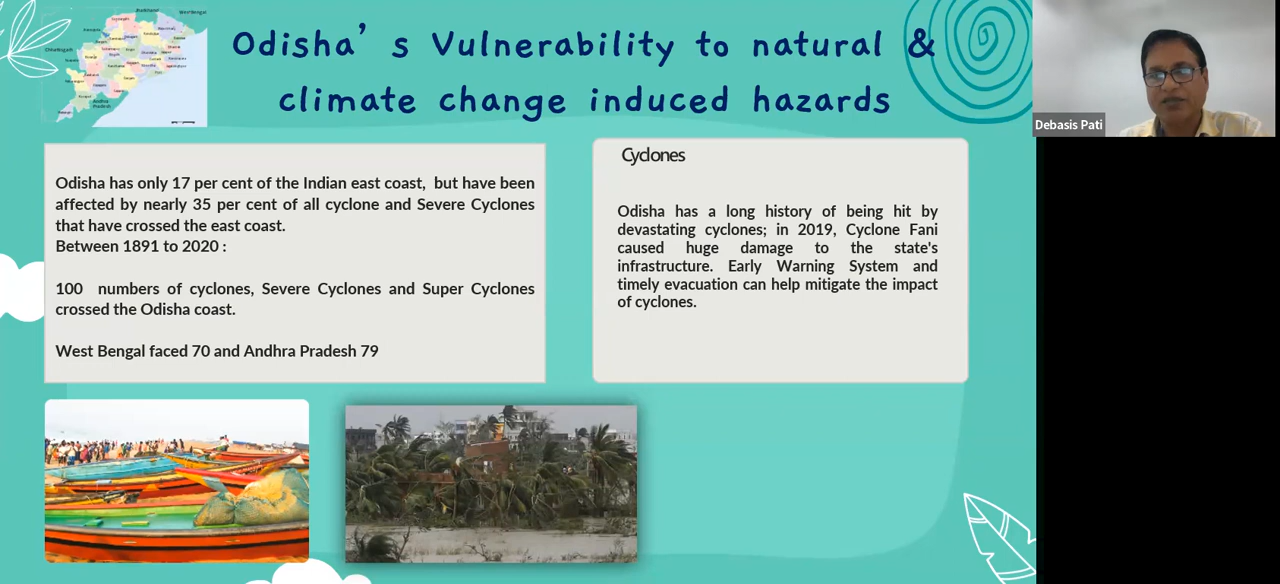 West Bengal
Chhattisgarh
Andhra
Pradesh
Odisha’s Vulnerability to natural &
climate change induced hazards
Debasis Pati
Odisha has only 17 per cent of the Indian east coast, but have been
affected by nearly 35 per cent of all cyclone and Severe Cyclones
that have crossed the east coast.
Between 1891 to 2020 :
100 numbers of cyclones, Severe Cyclones and Super Cyclones
crossed the Odisha coast.
West Bengal faced 70 and Andhra Pradesh 79
Cyclones
Odisha has a long history of being hit by
devastating cyclones; in 2019, Cyclone Fani
caused huge damage to the state's
infrastructure. Early Warning System and
timely evacuation can help mitigate the impact
of cyclones.